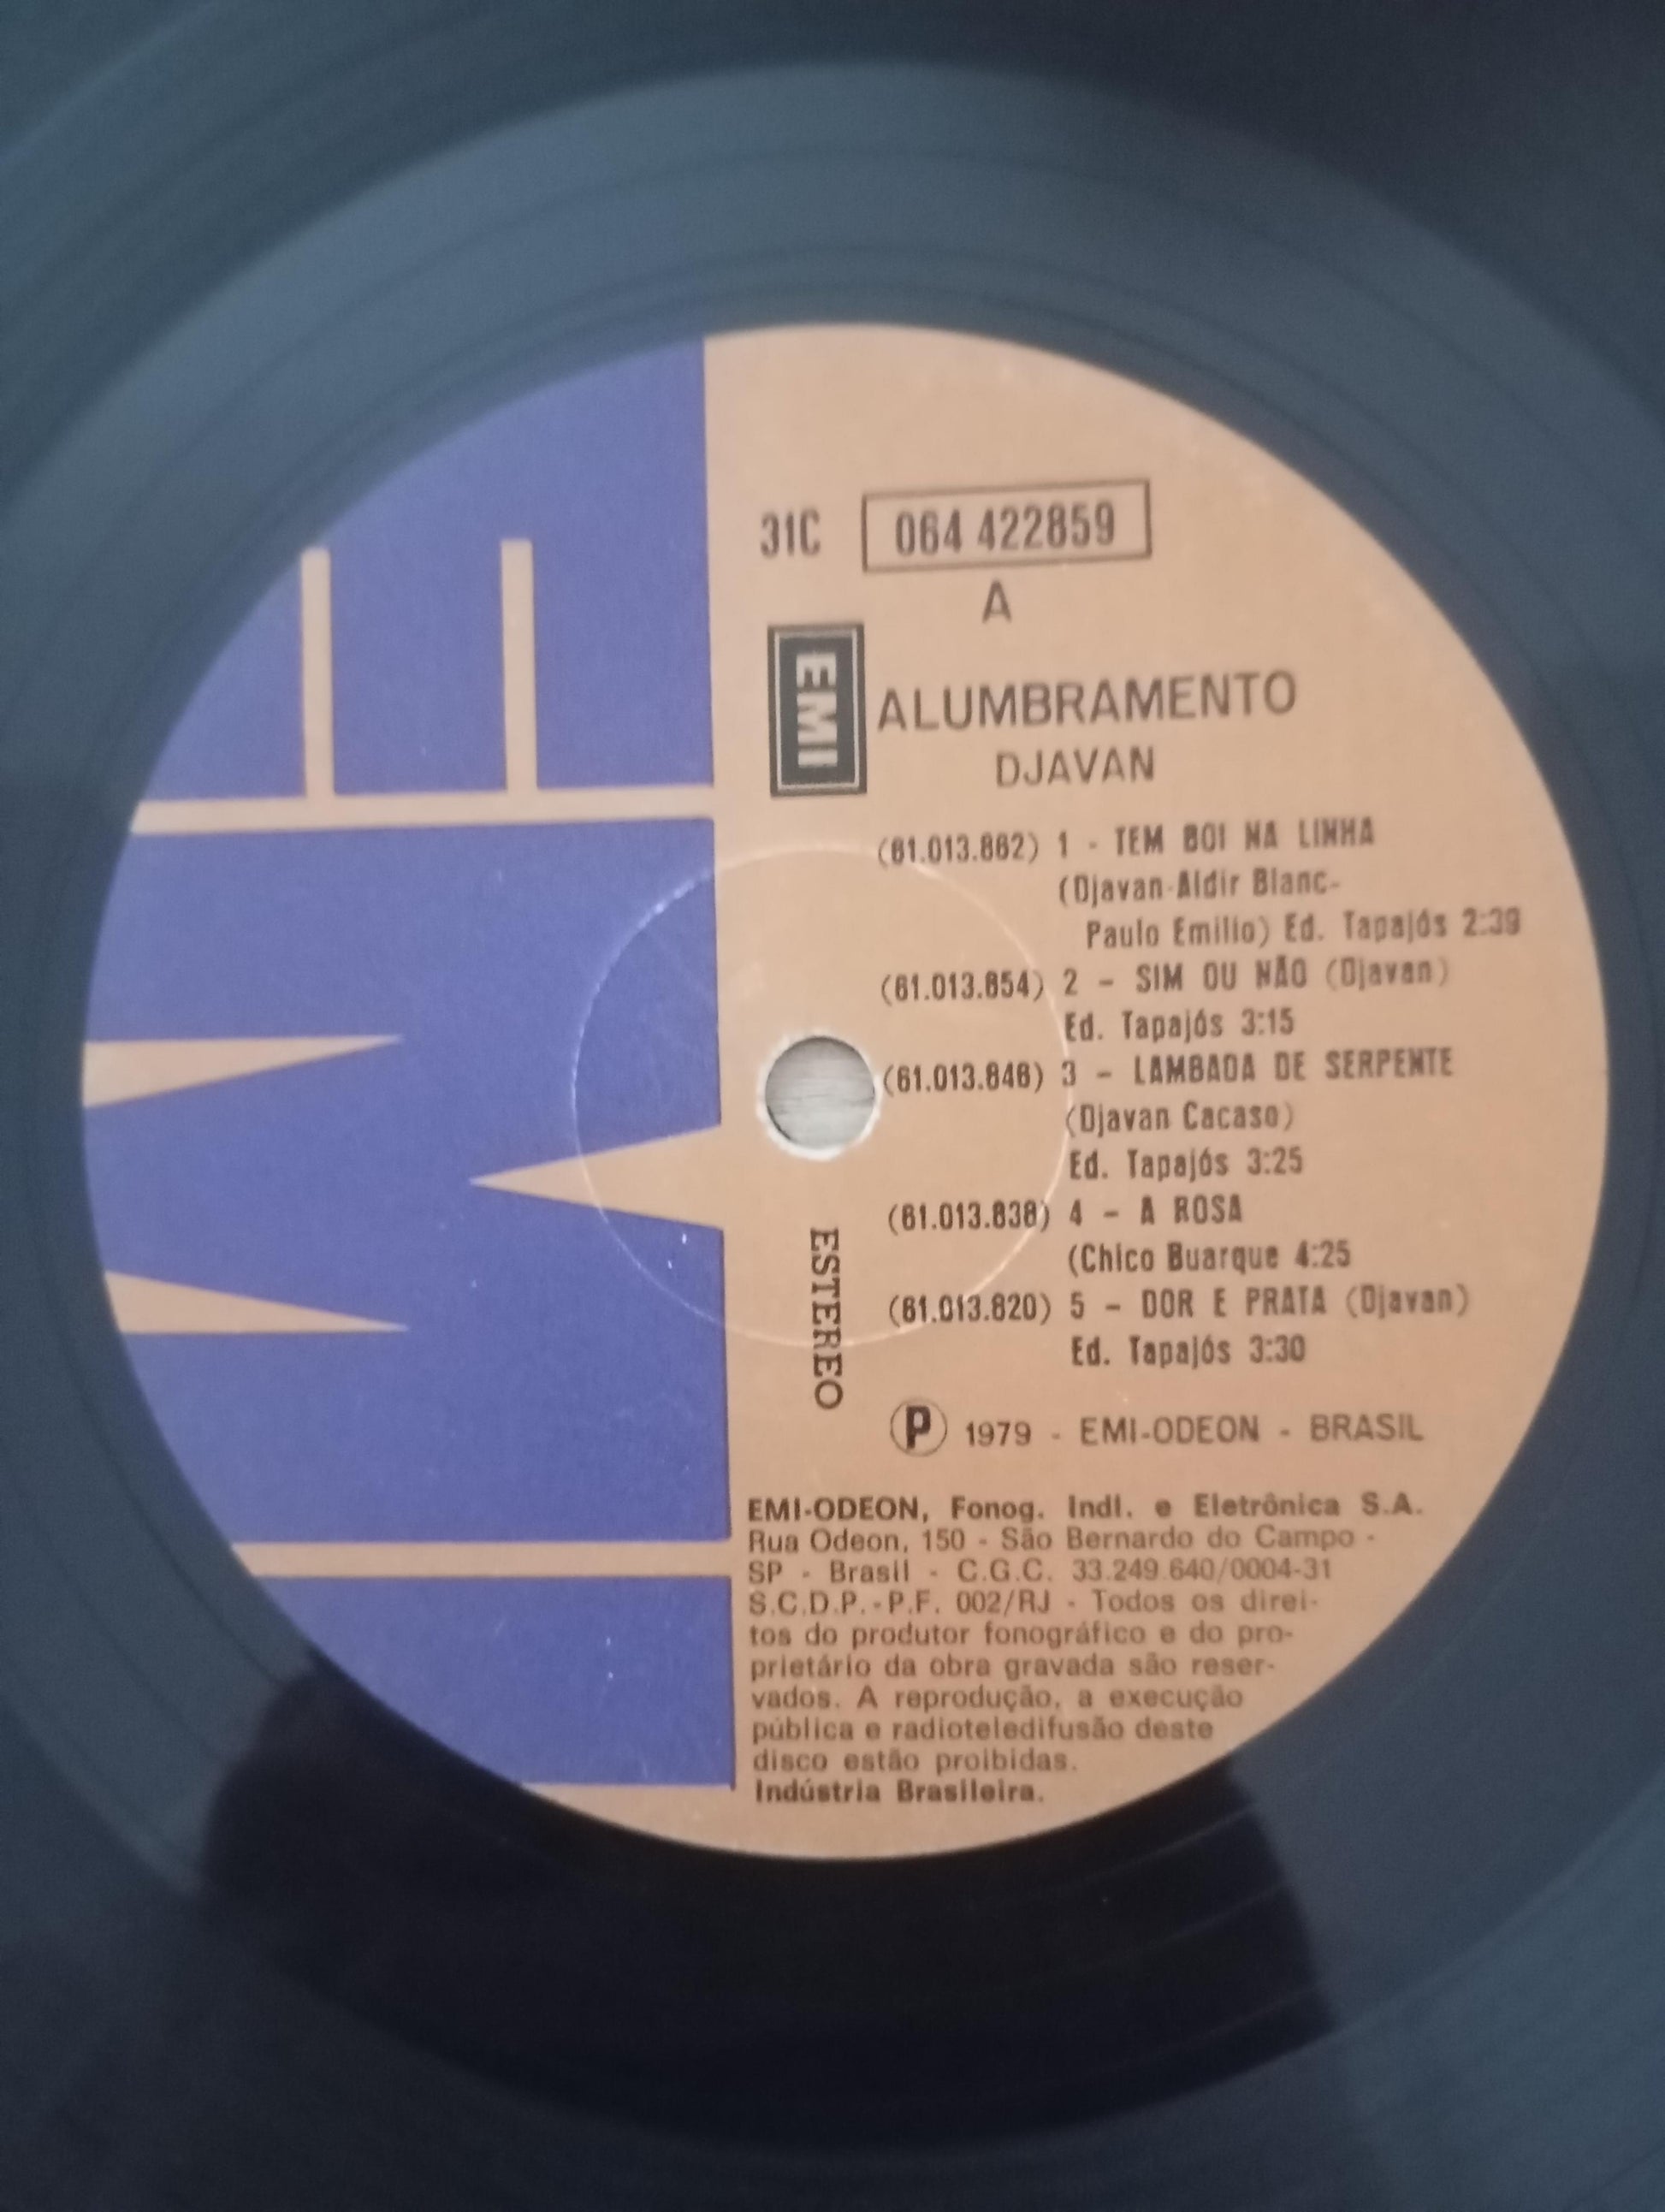 31C 064 422859
A
EMI
ALUMBRAMENTO
DJAVAN
(61.013.862) 1 - TEM BOI NA LINHA
(Djavan-Aldir Blanc-
Paulo Emilio) Ed. Tapajós 2:39
(61.013.854) 2 - SIM OU NÃO (Djavan)
Ed. Tapajós 3:15
(61.013.846) 3 - LAMBADA DE SERPENTE
(Djavan Cacaso)
Ed. Tapajós 3:25
(61.013.838) 4 - A ROSA
(Chico Buarque 4:25
(61.013.820) 5 - DOR E PRATA (Djavan)
Ed. Tapajós 3:30
ESTEREO
Ⓟ 1979 - EMI-ODEON - BRASIL
EMI-ODEON, Fonog. Indl. e Eletrônica S.A.
Rua Odeon, 150 - São Bernardo do Campo -
SP - Brasil - C.G.C. 33.249.640/0004-31
S.C.D.P.-P.F. 002/RJ - Todos os direi-
tos do produtor fonográfico e do pro-
prietário da obra gravada são reser-
vados. A reprodução, a execução
pública e radioteledifusão deste
disco estão proibidas.
Indústria Brasileira.